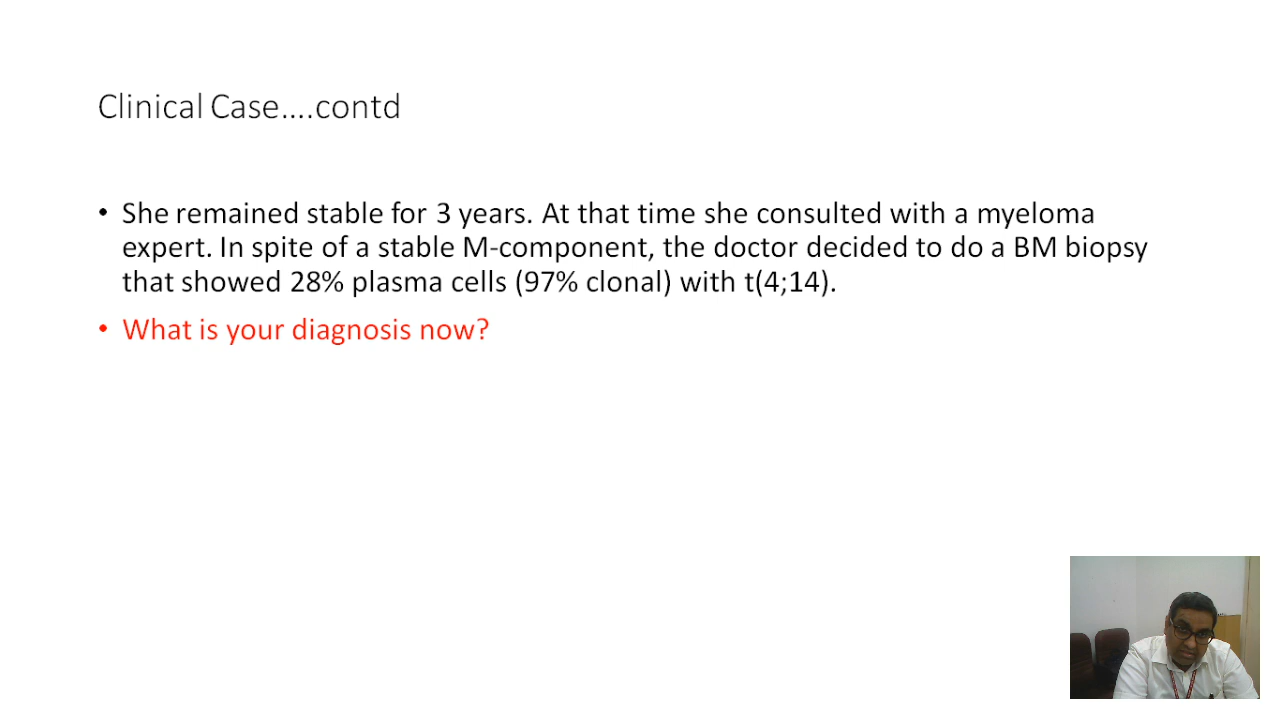 Clinical Case....contd
• She remained stable for 3 years. At that time she consulted with a myeloma
expert. In spite of a stable M-component, the doctor decided to do a BM biopsy
that showed 28% plasma cells (97% clonal) with t(4;14).
• What is your diagnosis now?